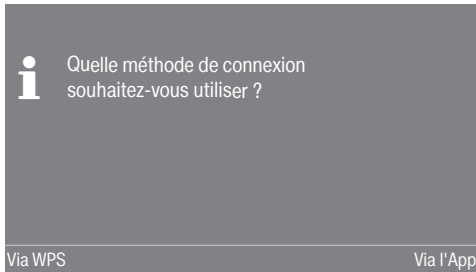 Quelle méthode de connexion
souhaitez-vous utiliser ?
Via WPS
Via l'App